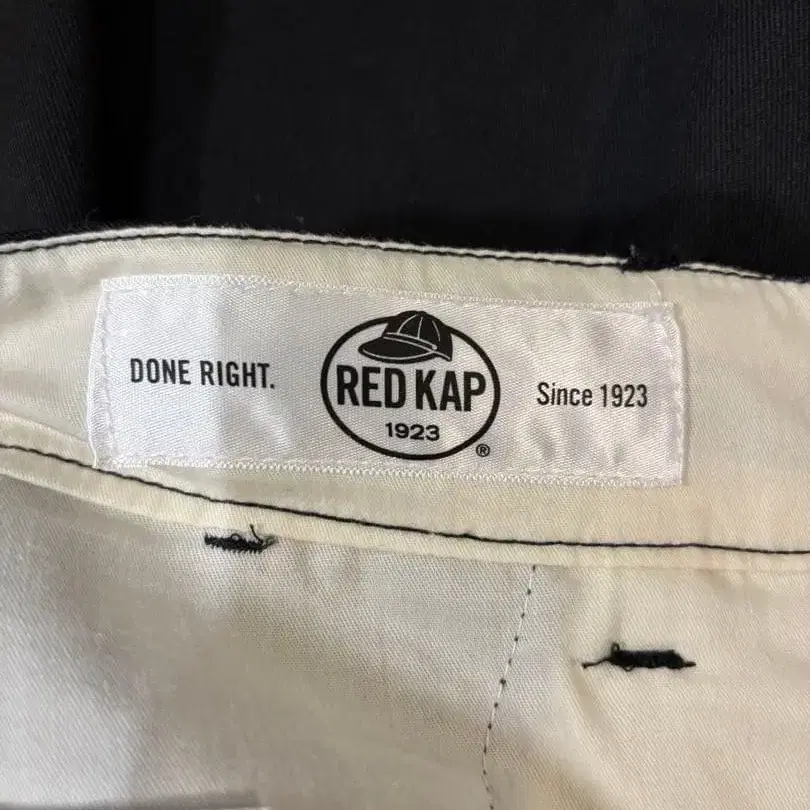 DONE RIGHT.
RED KAP
1923
®
Since 1923